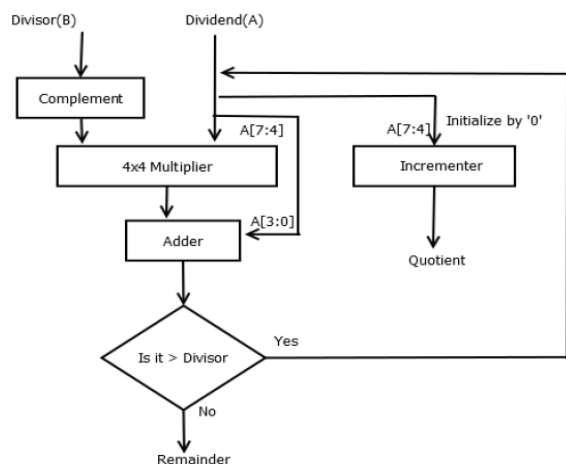 Divisor(B)
Dividend(A)
Complement
A[7:4]
A[7:4]
Initialize by '0'
4x4 Multiplier
Incrementer
A[3:0]
Adder
Quotient
Is it > Divisor
Yes
No
Remainder